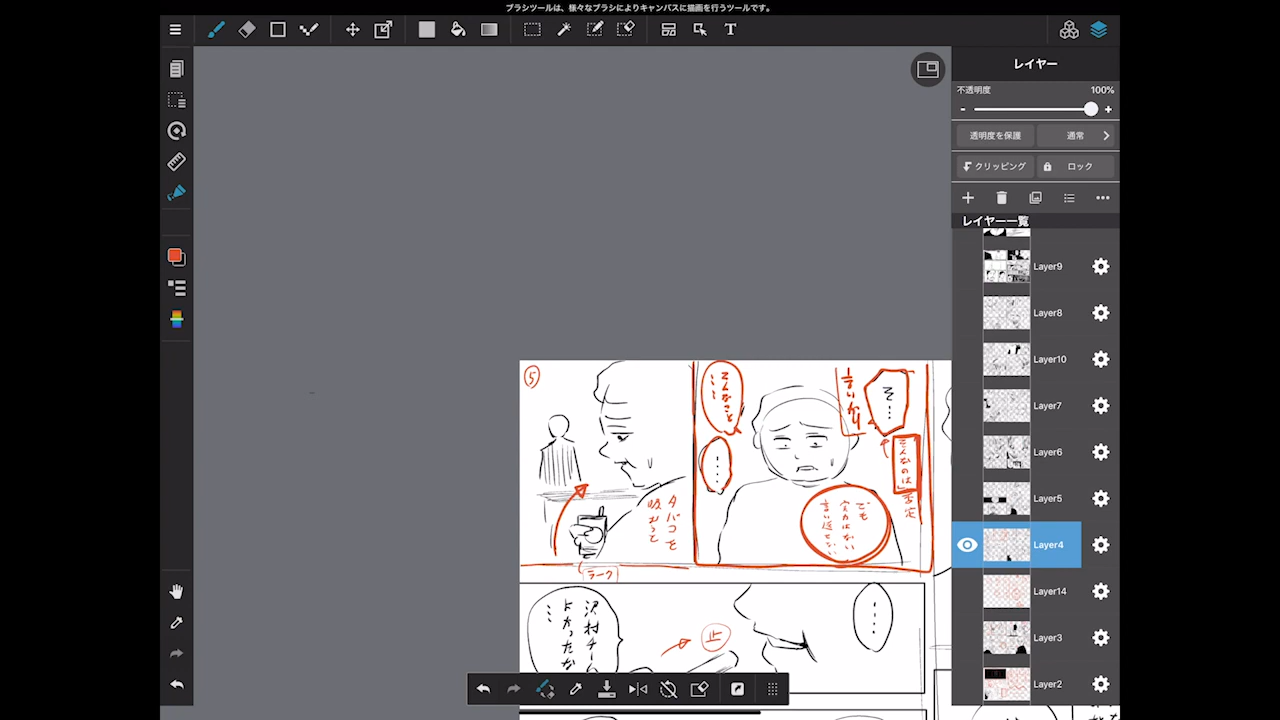 ブラシツールは、様々なブラシによりキャンバスに描画を行うツールです。
T
レイヤー
不透明度
100%
- +
透明度を保護
通常
クリッピング
ロック
レイヤー一覧
Layer9
Layer8
Layer10
Layer7
Layer6
Layer5
Layer4
Layer14
Layer3
Layer2
⑤
そ…
言いがかり
そんなこと……
…
そんなのは」
否定
でも
実力はない
言い返せない
タバコを
吸おうと
ラーク
…
止
沢村チーム
よかったな
…